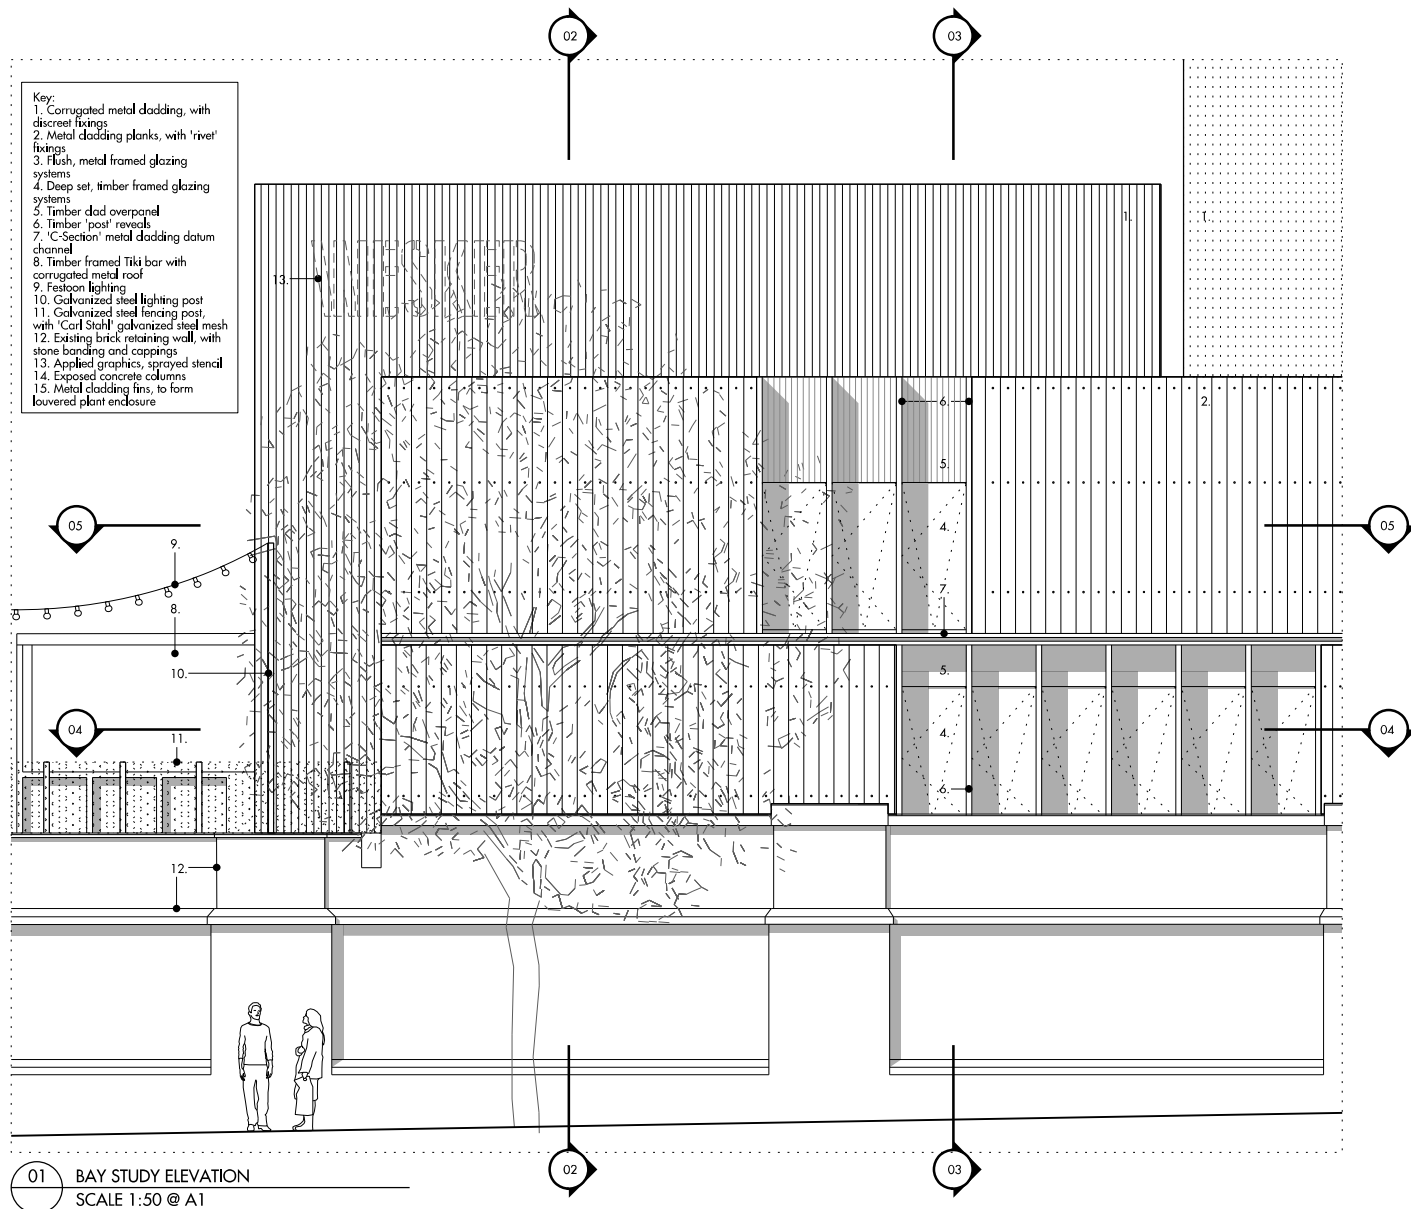 02
03
Key:
1. Corrugated metal cladding, with
discreet fixings
2. Metal cladding planks, with 'rivet'
fixings
3. Flush, metal framed glazing
systems
4. Deep set, timber framed glazing
systems
5. Timber clad overpanel
6. Timber 'post' reveals
7. 'C-Section' metal cladding datum
channel
8. Timber framed Tiki bar with
corrugated metal roof
9. Festoon lighting
10. Galvanized steel lighting post
11. Galvanized steel fencing post,
with 'Carl Stahl' galvanized steel mesh
12. Existing brick retaining wall, with
stone banding and cappings
13. Applied graphics, sprayed stencil
14. Exposed concrete columns
15. Metal cladding fins, to form
louvered plant enclosure
1.
1.
13.
VNESKIER
6.
2.
5.
05
4.
05
9.
7.
8.
10.
5.
04
11.
4.
04
6.
12.
02
03
01 BAY STUDY ELEVATION
SCALE 1:50 @ A1